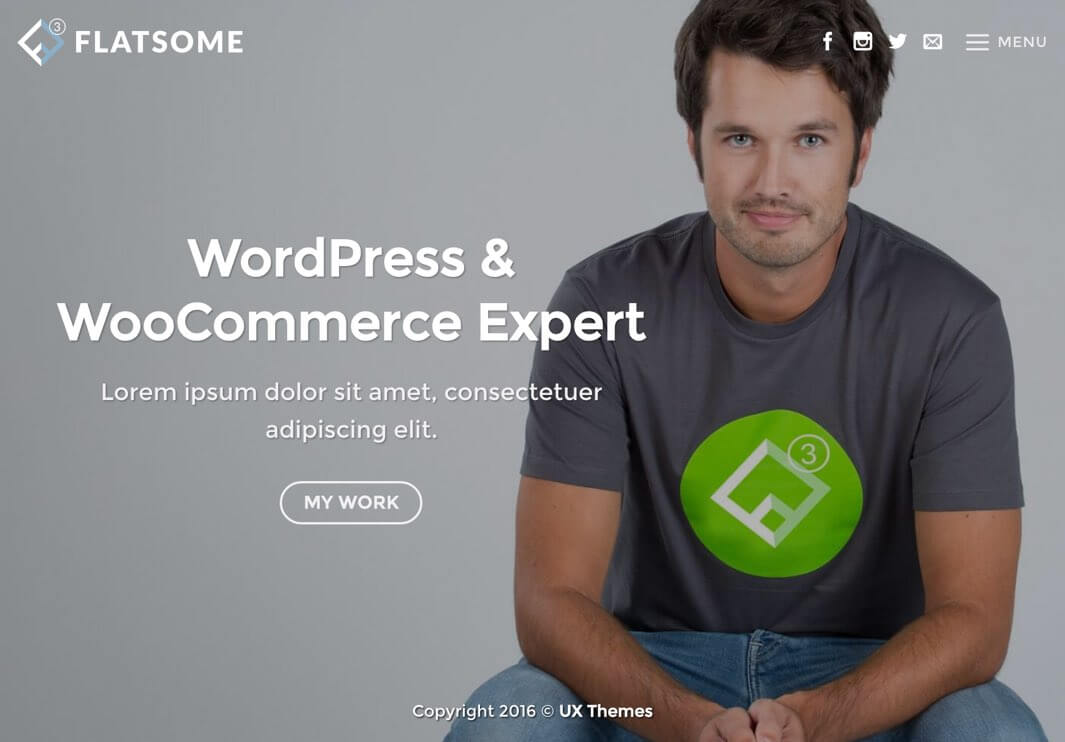 3
FLATSOME
MENU
WordPress &
WooCommerce Expert
Lorem ipsum dolor sit amet, consectetuer
adipiscing elit.
MY WORK
3
Copyright 2016 © UX Themes